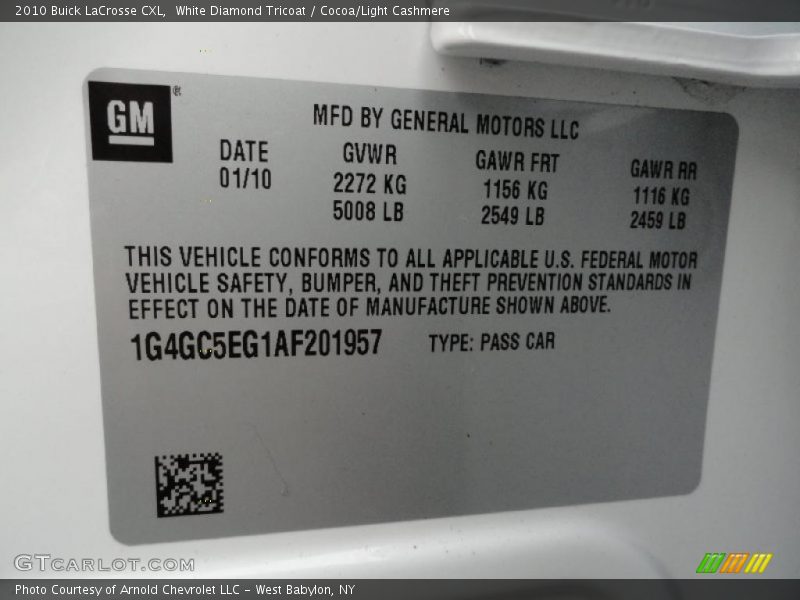 2010 Buick LaCrosse CXL, White Diamond Tricoat / Cocoa/Light Cashmere
GM ®
MFD BY GENERAL MOTORS LLC
DATE GVWR GAWR FRT GAWR RR
01/10 2272 KG 1156 KG 1116 KG
5008 LB 2549 LB 2459 LB
THIS VEHICLE CONFORMS TO ALL APPLICABLE U.S. FEDERAL MOTOR
VEHICLE SAFETY, BUMPER, AND THEFT PREVENTION STANDARDS IN
EFFECT ON THE DATE OF MANUFACTURE SHOWN ABOVE.
1G4GC5EG1AF201957 TYPE: PASS CAR
GTCARLOT.COM
Photo Courtesy of Arnold Chevrolet LLC - West Babylon, NY